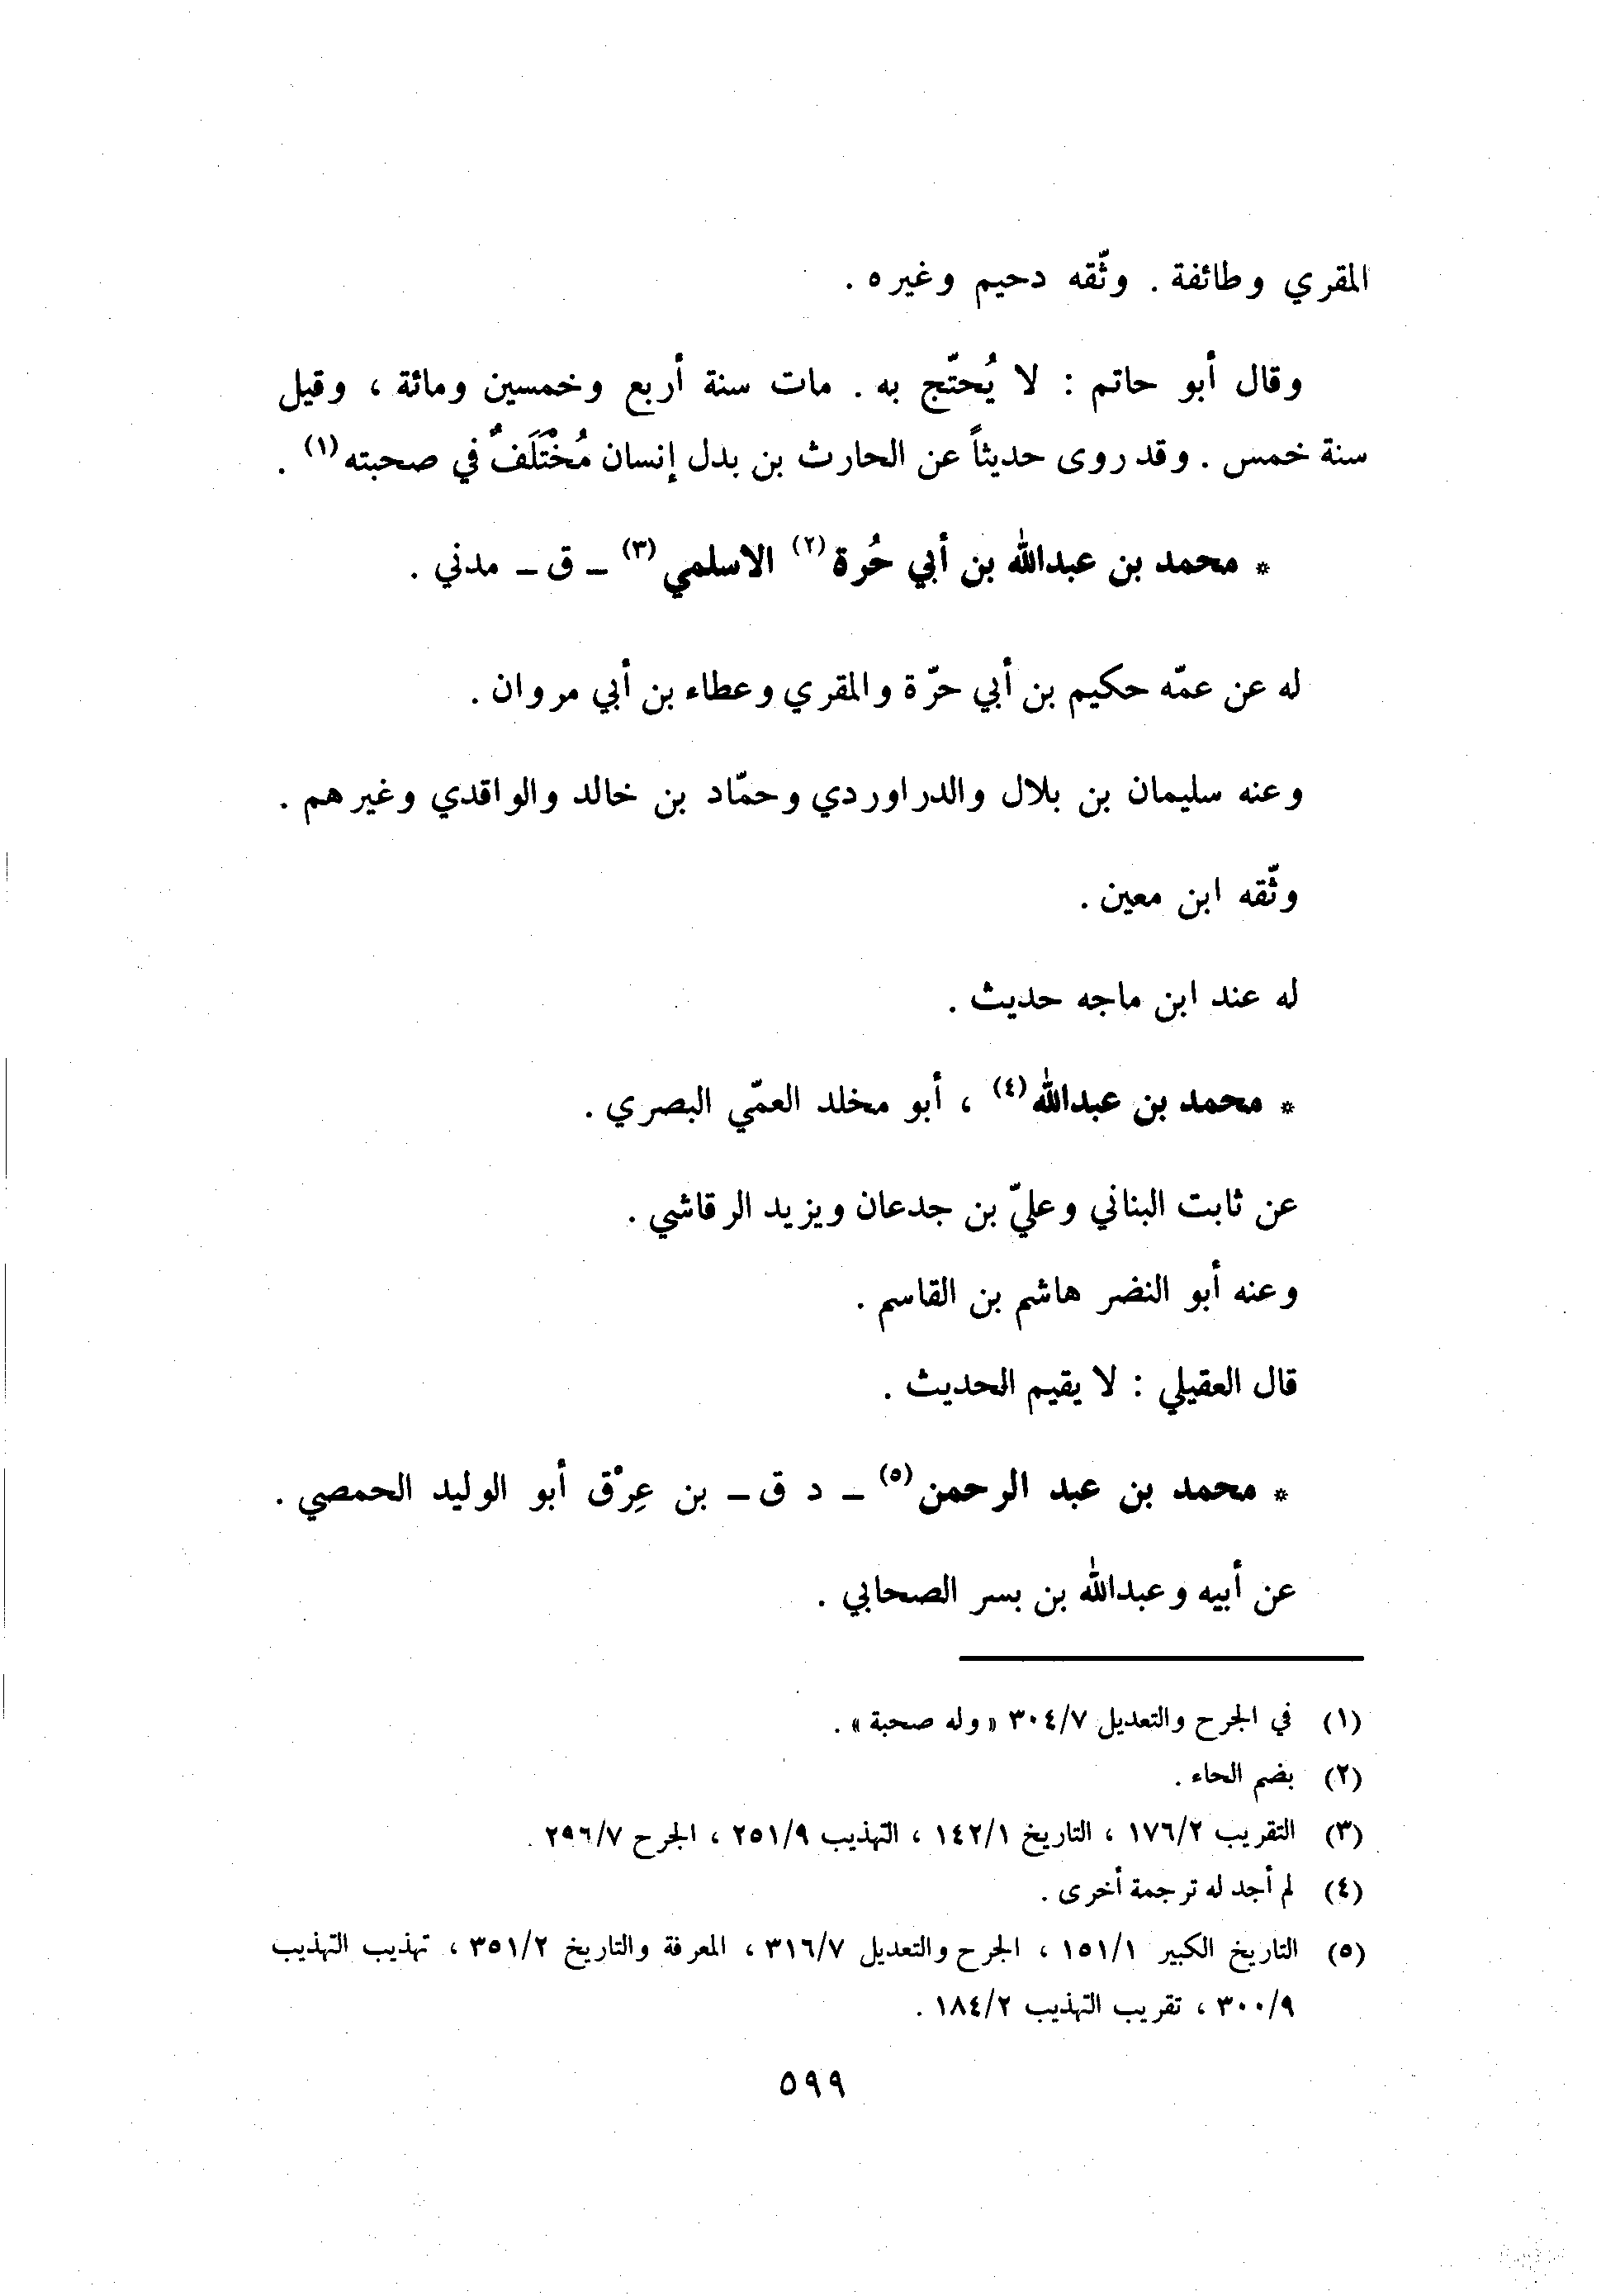 المقري وطائفة . وثّقه دحيم وغيره .
وقال أبو حاتم : لا يُحتّج به . مات سنة أربع وخمسين ومائة ، وقيل
سنة خمس . وقد روى حديثاً عن الحارث بن بدل إنسان مُخْتَلَفٌ في صحبته (١) .
* محمد بن عبدالله بن أبي حُرة (٢) الاسلمي (٣) – ق – مدني .
له عن عمّه حكيم بن أبي حرّة والمقري وعطاء بن أبي مروان .
وعنه سليمان بن بلال والدراوردي وحمّاد بن خالد والواقدي وغيرهم .
وثّقه ابن معين .
له عند ابن ماجه حديث .
* محمد بن عبدالله (٤) ، أبو مخلد العمّي البصري .
عن ثابت البناني وعليّ بن جدعان ويزيد الرقاشي .
وعنه أبو النضر هاشم بن القاسم .
قال العقيلي : لا يقيم الحديث .
* محمد بن عبد الرحمن (٥) – د ق – بن عِرْق أبو الوليد الحمصي .
عن أبيه وعبدالله بن بسر الصحابي .
(١) في الجرح والتعديل ٣٠٤/٧ « وله صحبة » .
(٢) بضم الحاء .
(٣) التقريب ١٧٦/٢ ، التاريخ ١٤٢/١ ، التهذيب ٢٥١/٩ ، الجرح ٢٩٦/٧ .
(٤) لم أجد له ترجمة أخرى .
(٥) التاريخ الكبير ١٥١/١ ، الجرح والتعديل ٣١٦/٧ ، المعرفة والتاريخ ٣٥١/٢ ، تهذيب التهذيب
٣٠٠/٩ ، تقريب التهذيب ١٨٤/٢ .
٥٩٩